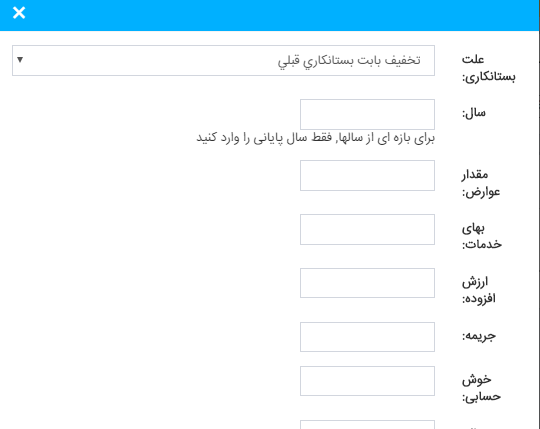 ✕
علت
بستانکاری:
تخفیف بابت بستانكاري قبلي
سال:
برای بازه ای از سالها, فقط سال پایانی را وارد کنید
مقدار
عوارض:
بهای
خدمات:
ارزش
افزوده:
جریمه:
خوش
حسابی: